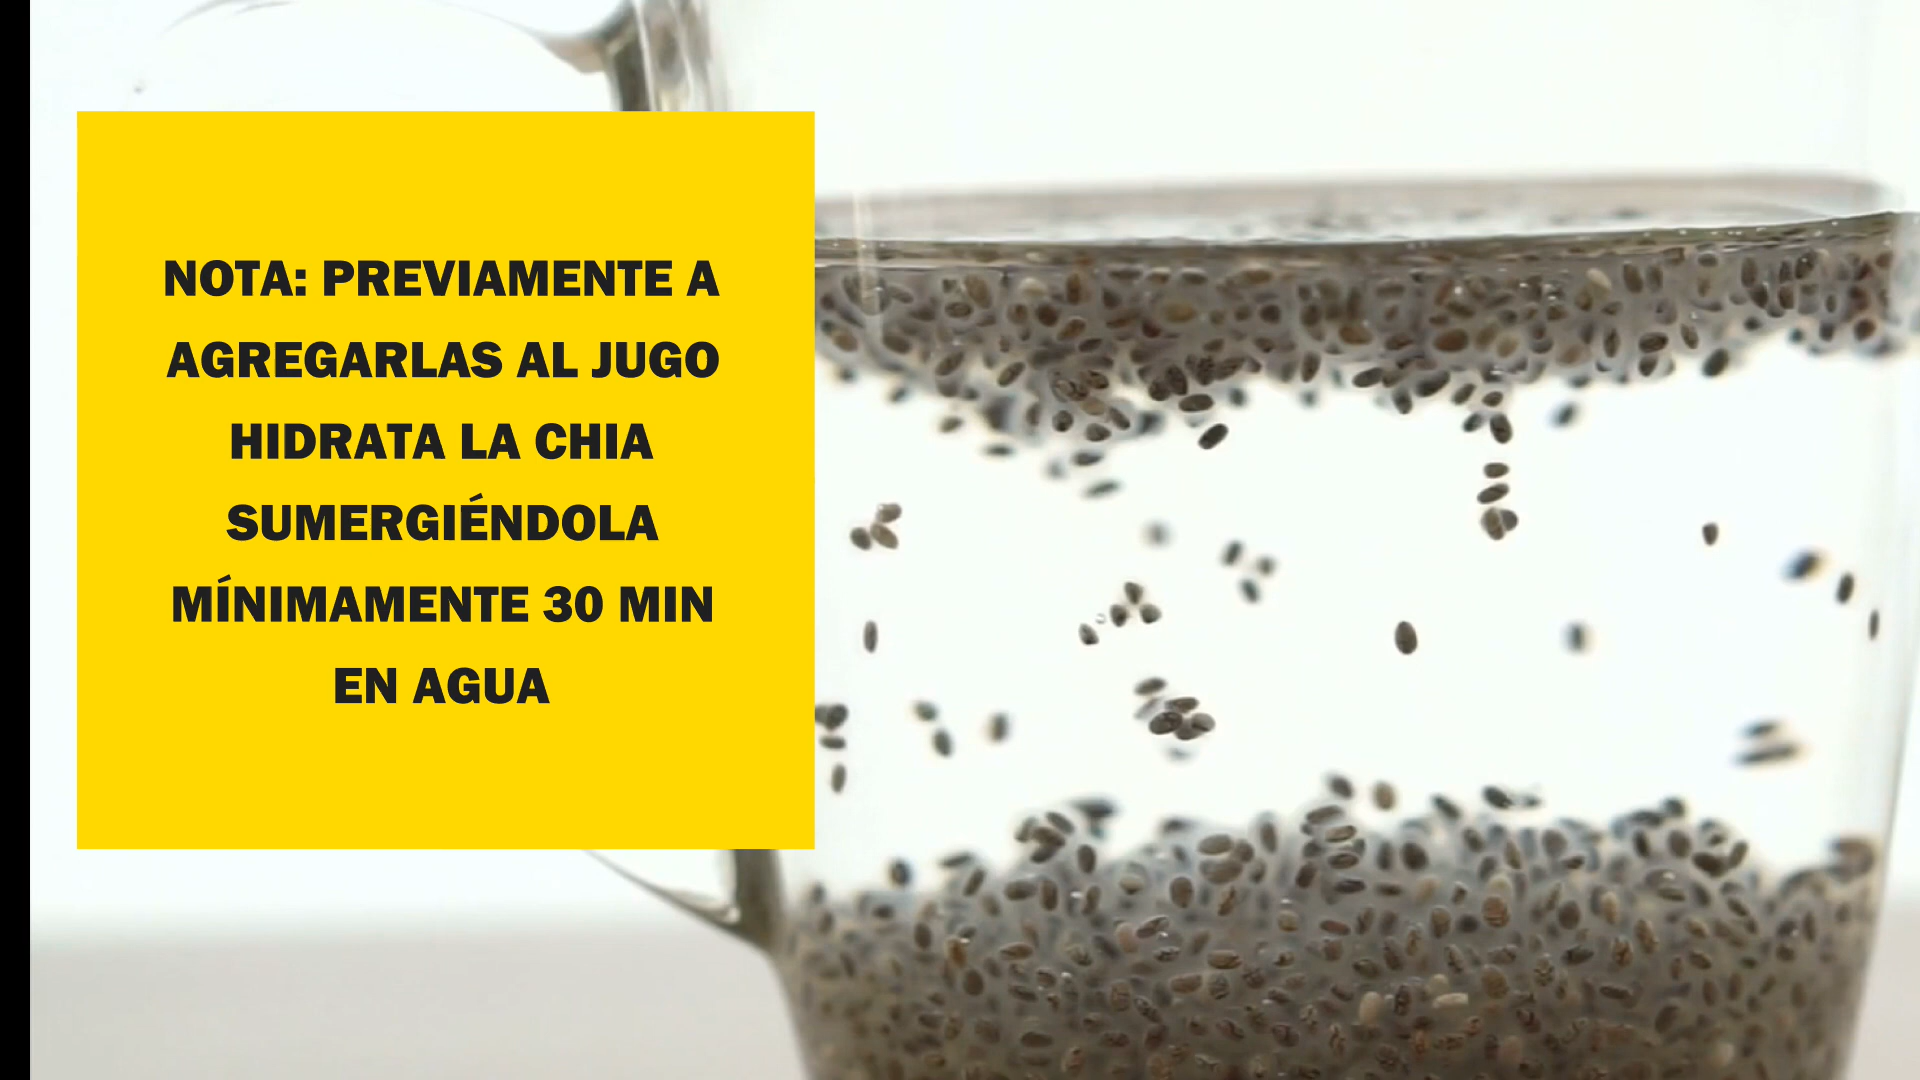 NOTA: PREVIAMENTE A
AGREGARLAS AL JUGO
HIDRATA LA CHIA
SUMERGIÉNDOLA
MÍNIMAMENTE 30 MIN
EN AGUA